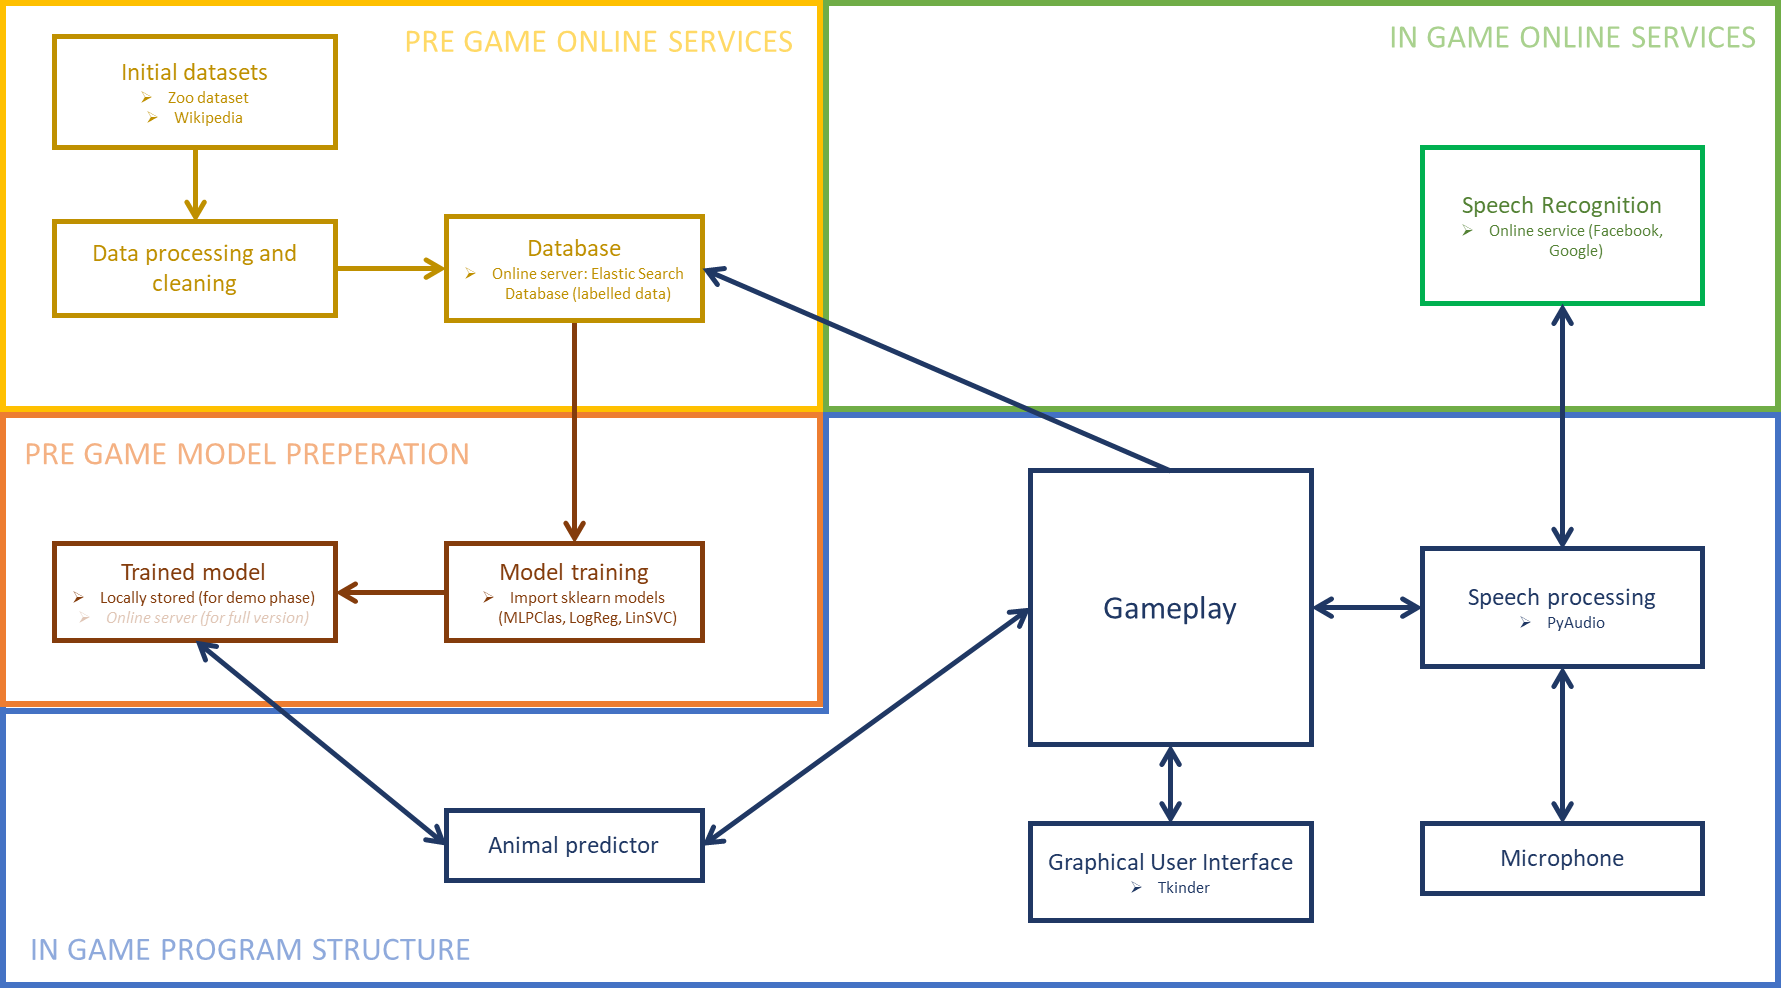 PRE GAME ONLINE SERVICES
Initial datasets
➢ Zoo dataset
➢ Wikipedia
Data processing and
cleaning
Database
➢ Online server: Elastic Search
Database (labelled data)
IN GAME ONLINE SERVICES
Speech Recognition
➢ Online service (Facebook,
Google)
PRE GAME MODEL PREPERATION
Trained model
➢ Locally stored (for demo phase)
➢ Online server (for full version)
Model training
➢ Import sklearn models
(MLPClas, LogReg, LinSVC)
Gameplay
Speech processing
➢ PyAudio
Animal predictor
Graphical User Interface
➢ Tkinder
Microphone
IN GAME PROGRAM STRUCTURE